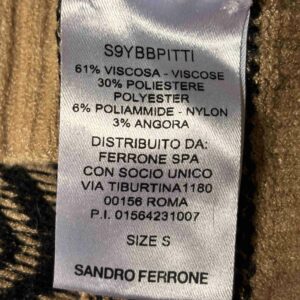 S9YBBPITTI
61% VISCOSA - VISCOSE
30% POLIESTERE
POLYESTER
6% POLIAMMIDE - NYLON
3% ANGORA
DISTRIBUITO DA:
FERRONE SPA
CON SOCIO UNICO
VIA TIBURTINA1180
00156 ROMA
P.I. 01564231007
SIZE S
SANDRO FERRONE